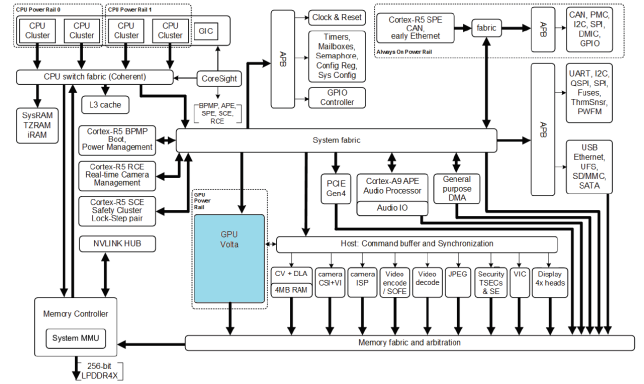 CPU Power Rail 0
CPU Power Rail 1
CPU
Cluster
CPU
Cluster
CPU
Cluster
CPU
Cluster
GIC
CPU switch fabric (Coherent)
CoreSight
BPMP, APE,
SPE, SCE,
RCE
SysRAM
TZRAM
iRAM
L3 cache
APB
Clock & Reset
Timers,
Mailboxes,
Semaphore,
Config Reg,
Sys Config
GPIO
Controller
Cortex-R5 SPE
CAN,
early Ethernet
fabric
APB
CAN, PMC,
I2C, SPI,
DMIC,
GPIO
Always On Power Rail
APB
UART, I2C,
QSPI, SPI,
Fuses,
ThrmSnsr,
PWFM
USB
Ethernet,
UFS,
SD/MMC,
SATA
Cortex-R5 BPMP
Boot,
Power Management
System fabric
Cortex-R5 RCE
Real-time Camera
Management
Cortex-R5 SCE
Safety Cluster
Lock-Step pair
GPU
Power
Rail
GPU
Volta
PCIE
Gen4
Cortex-A9 APE
Audio Processor
Audio IO
General
purpose
DMA
NVLINK HUB
Host: Command buffer and Synchronization
CV + DLA
4MB RAM
camera
CSI+VI
camera
ISP
Video
encode
/ SOFE
Video
decode
JPEG
Security
TSECs
& SE
VIC
Display
4x heads
Memory Controller
System MMU
Memory fabric and arbitration
256-bit
LPDDR4X